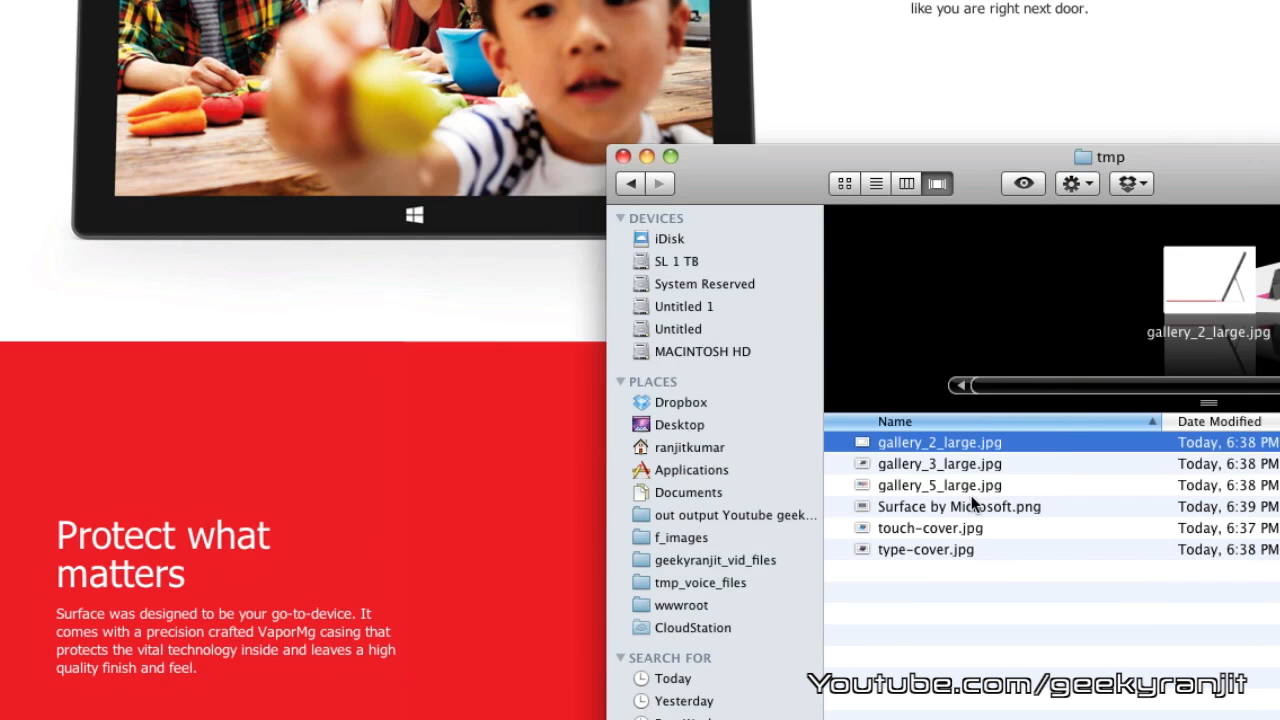 like you are right next door.
tmp
DEVICES
iDisk
SL 1 TB
System Reserved
Untitled 1
Untitled
MACINTOSH HD
PLACES
Dropbox
Desktop
ranjitkumar
Applications
Documents
out output Youtube geek...
f_images
geekyranjit_vid_files
tmp_voice_files
wwwroot
CloudStation
SEARCH FOR
Today
Yesterday
gallery_2_large.jpg
Name Date Modified
gallery_2_large.jpg Today, 6:38 PM
gallery_3_large.jpg Today, 6:38 PM
gallery_5_large.jpg Today, 6:38 PM
Surface by Microsoft.png Today, 6:39 PM
touch-cover.jpg Today, 6:37 PM
type-cover.jpg Today, 6:38 PM
Protect what
matters
Surface was designed to be your go-to-device. It
comes with a precision crafted VaporMg casing that
protects the vital technology inside and leaves a high
quality finish and feel.
Youtube.com/geekyranjit